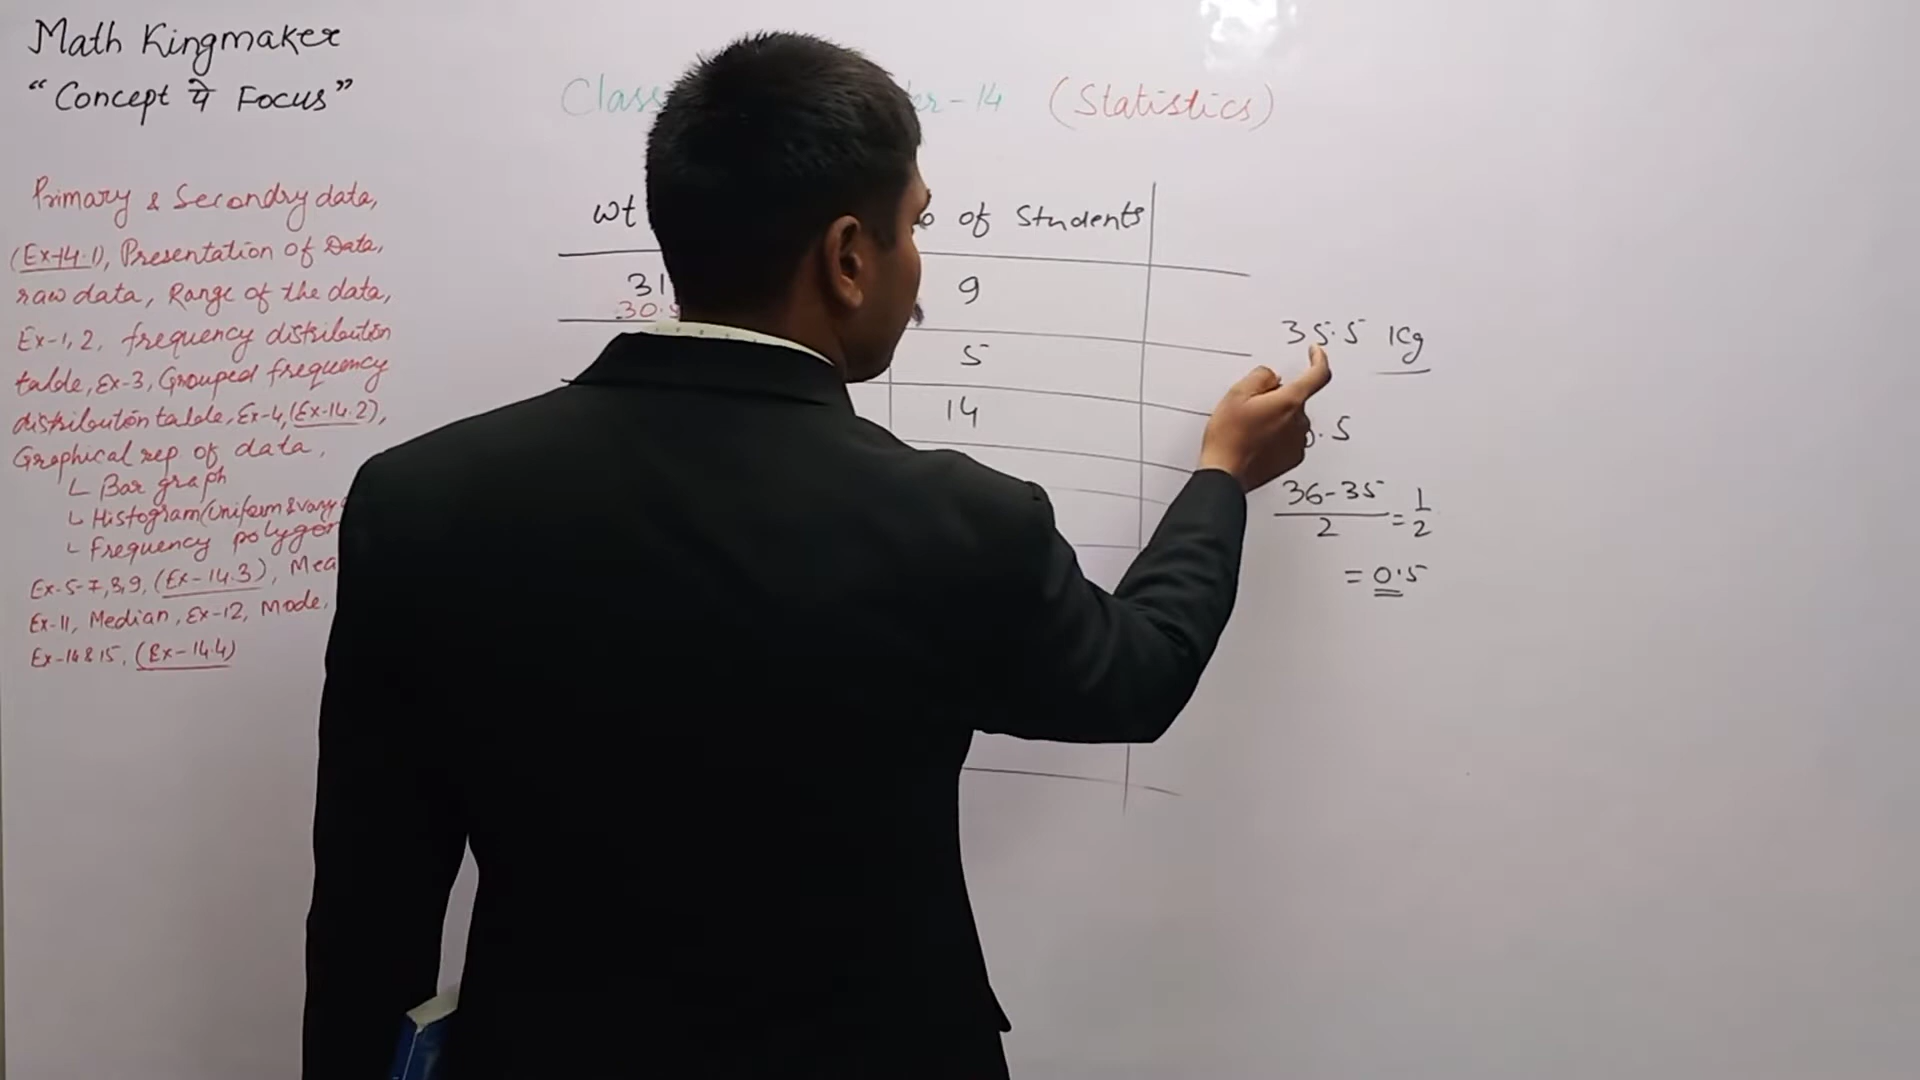 Math Kingmaker
“Concept पे Focus”
Class -14 (Statistics)
Primary & Secondry data,
(Ex-14.1), Presentation of Data,
raw data, Range of the data,
Ex-1, 2, frequency distribution
table, Ex-3, Grouped frequency
distribution table, Ex-4, (Ex-14.2),
Graphical rep of data,
Bar graph
Histogram (Uniform & vary
Frequency polygon
Ex-5-7, 8, 9, (Ex-14.3), Mea
Ex-11, Median, Ex-12, Mode,
Ex-14 & 15, (Ex-14.4)
wt of Students
31 9
30.5
5
14
35.5 Kg
.5
36-35/2 = 1/2
= 0.5